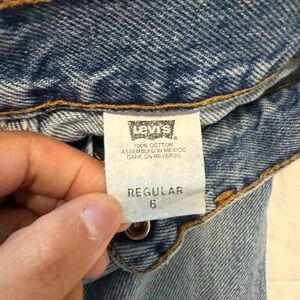 LEVI'S
100% COTTON
ASSEMBLED IN MEXICO
CARE ON REVERSE
REGULAR
6